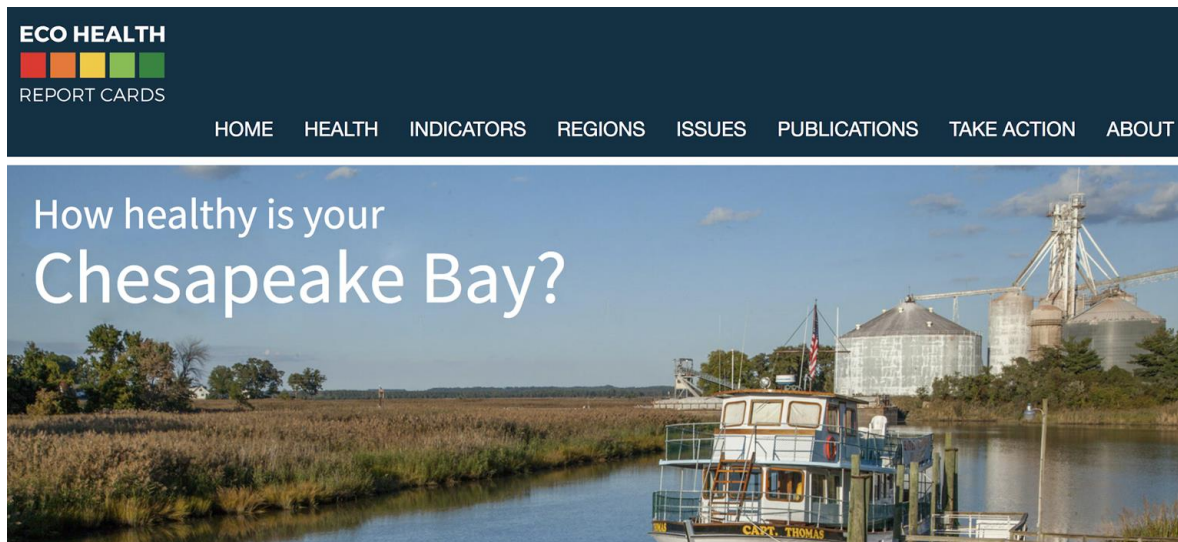 ECO HEALTH
REPORT CARDS
HOME HEALTH INDICATORS REGIONS ISSUES PUBLICATIONS TAKE ACTION ABOUT
How healthy is your
Chesapeake Bay?
CAPT. THOMAS